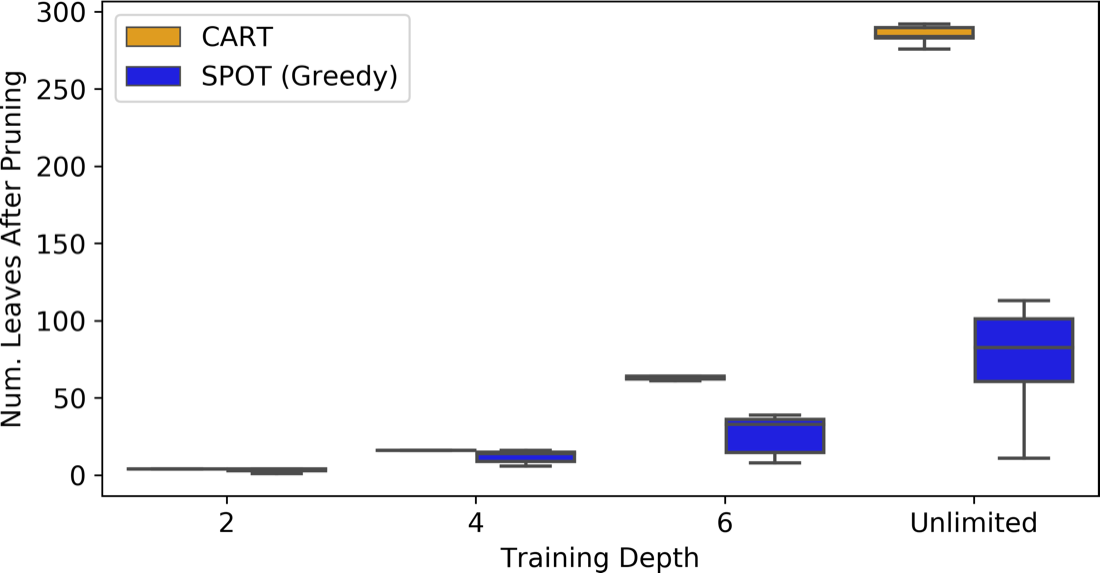 CART
SPOT (Greedy)
Num. Leaves After Pruning
300
250
200
150
100
50
0
2
4
6
Unlimited
Training Depth